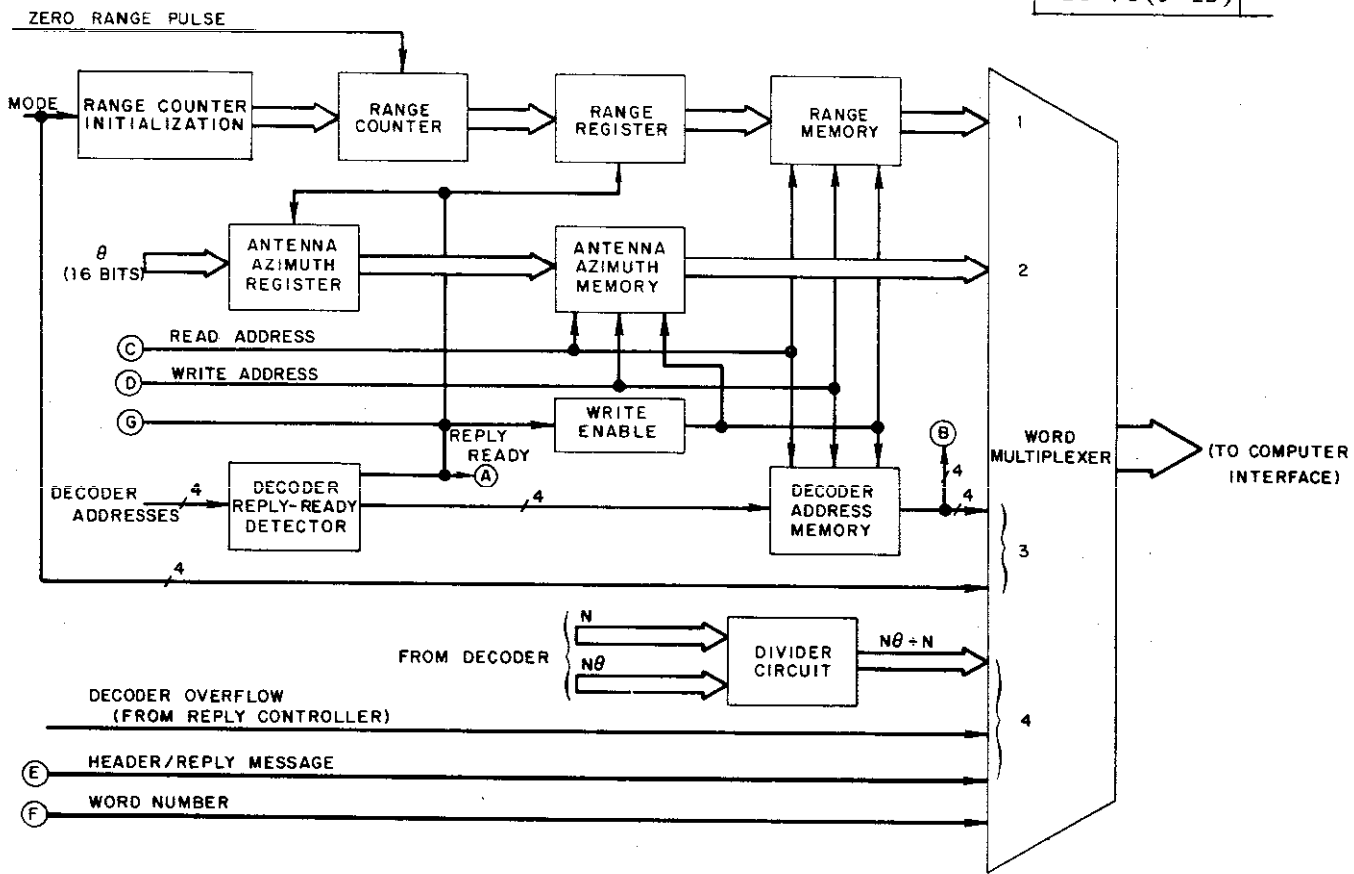 ZERO RANGE PULSE
MODE
RANGE COUNTER
INITIALIZATION
RANGE
COUNTER
RANGE
REGISTER
RANGE
MEMORY
1
θ
(16 BITS)
ANTENNA
AZIMUTH
REGISTER
ANTENNA
AZIMUTH
MEMORY
2
C READ ADDRESS
D WRITE ADDRESS
G
REPLY
READY
WRITE
ENABLE
A
B
4
4
WORD
MULTIPLEXER
(TO COMPUTER
INTERFACE)
DECODER
ADDRESSES
4
DECODER
REPLY-READY
DETECTOR
4
DECODER
ADDRESS
MEMORY
3
4
FROM DECODER
N
Nθ
DIVIDER
CIRCUIT
Nθ ÷ N
DECODER OVERFLOW
(FROM REPLY CONTROLLER)
4
E HEADER/REPLY MESSAGE
F WORD NUMBER